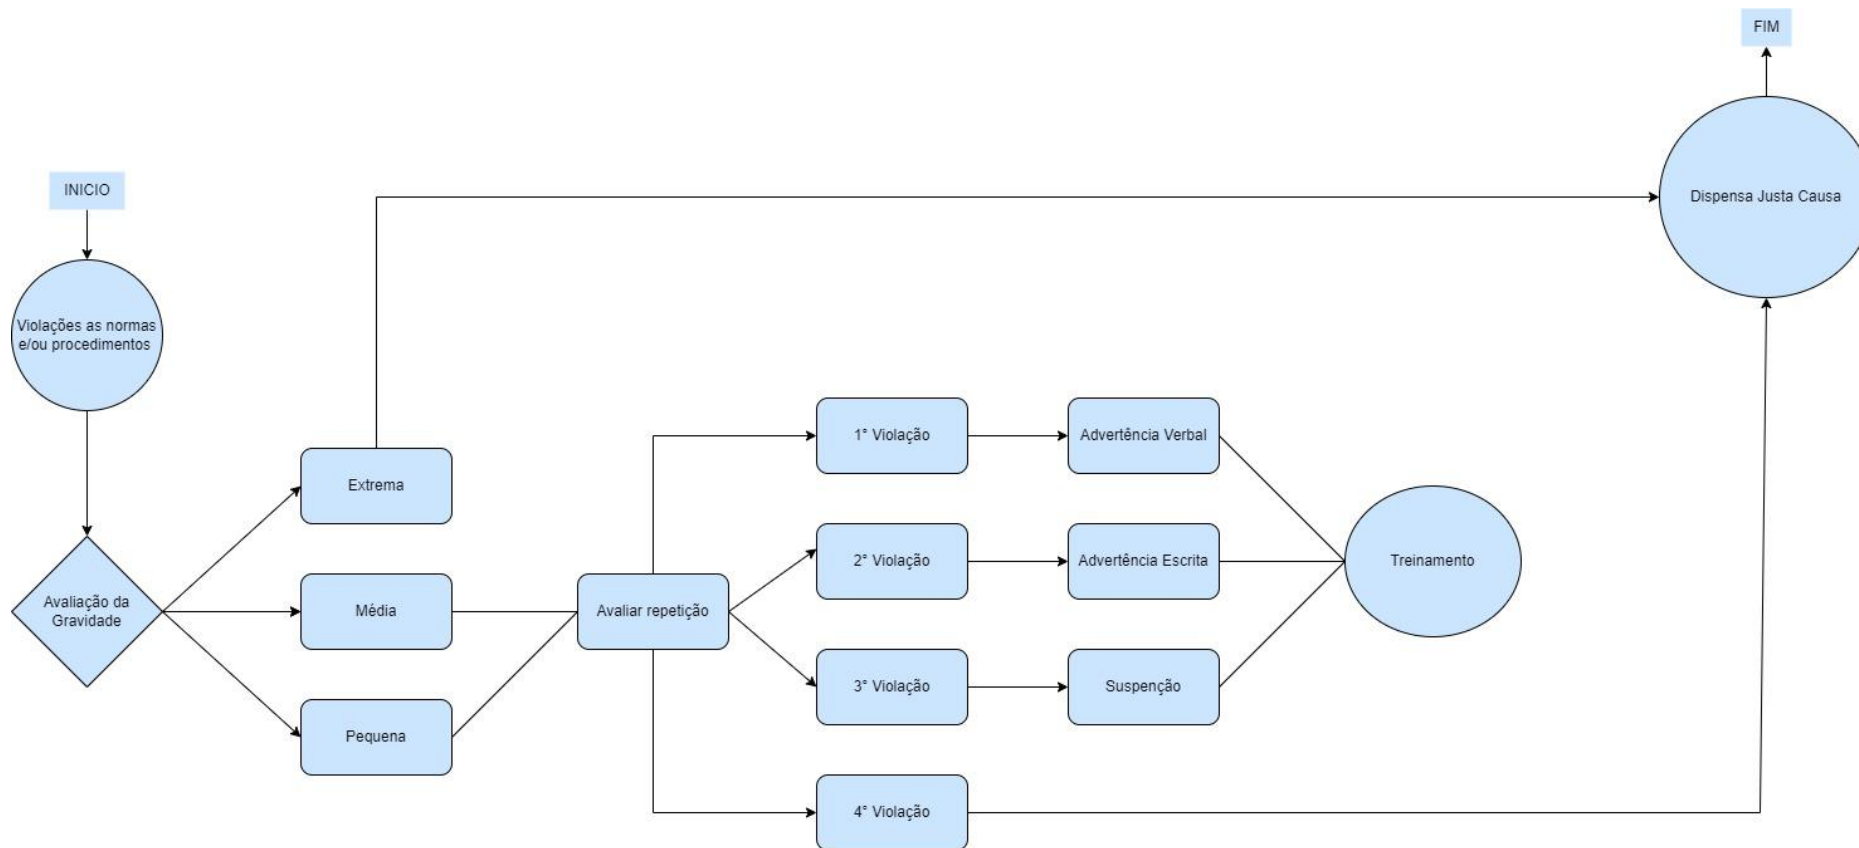 FIM
INICIO
Dispensa Justa Causa
Violações as normas
e/ou procedimentos
1° Violação
Advertência Verbal
Extrema
2° Violação
Advertência Escrita
Treinamento
Avaliação da
Gravidade
Média
Avaliar repetição
3° Violação
Suspenção
Pequena
4° Violação